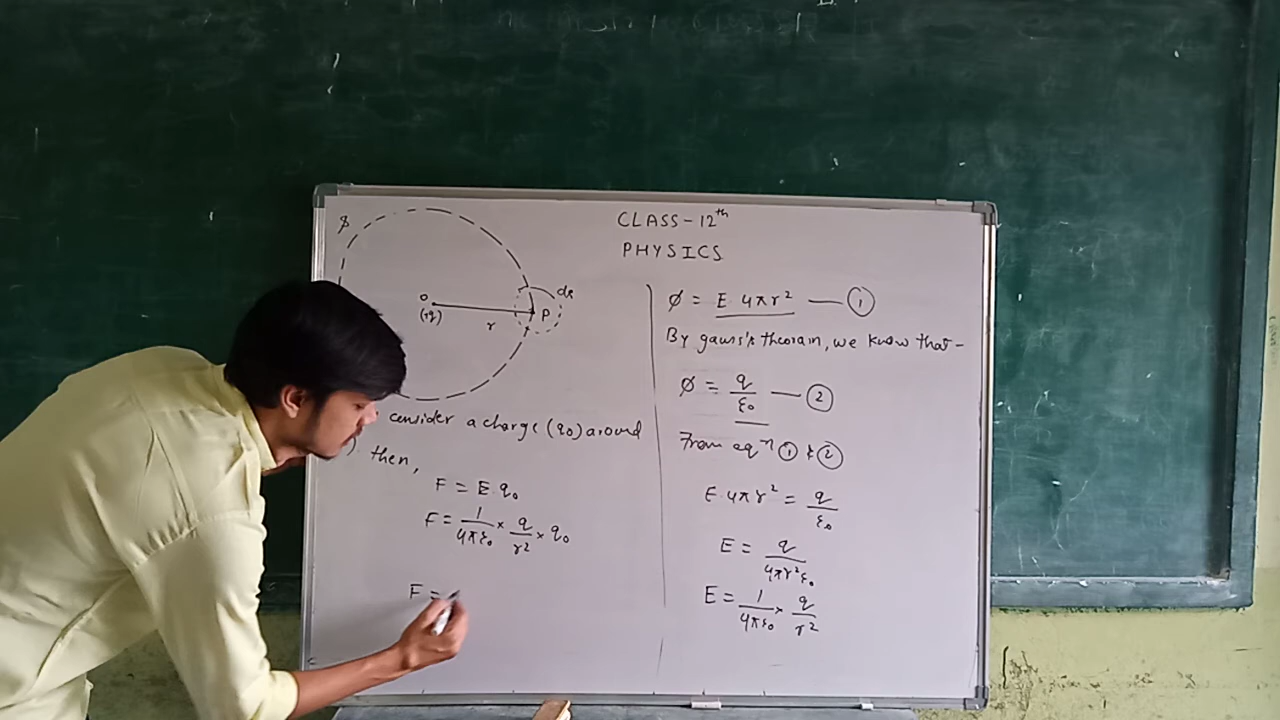 CLASS-12th
PHYSICS
$
o
(+q)
r
P
ds
consider a charge (q0) around
) then,
F = E.q0
F = 1/4πε0 × q/r² × q0
F =
Ø = E.4πr² — ①
By gauss's theorain, we know that -
Ø = q/ε0 — ②
From eqⁿ ① & ②
E.4πr² = q/ε0
E = q/4πr²ε0
E = 1/4πε0 × q/r²